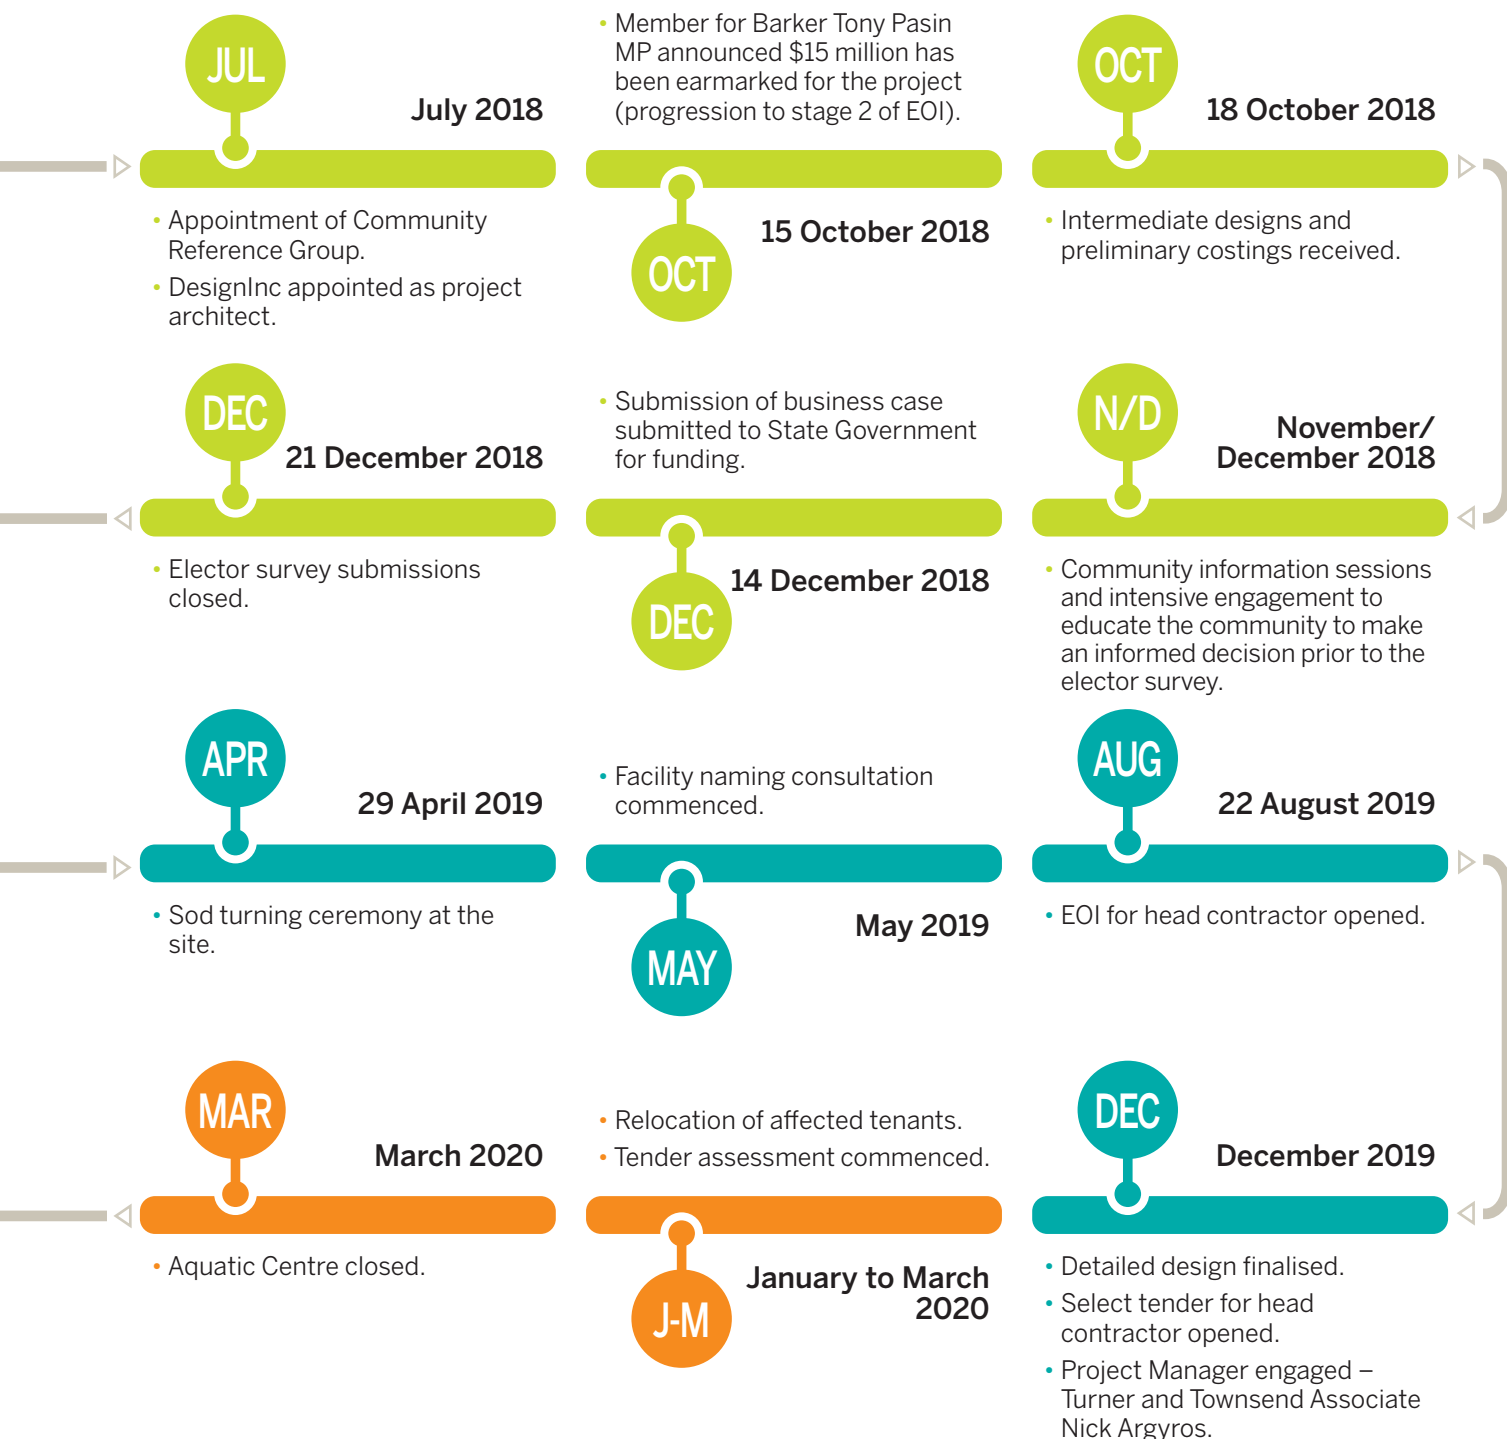 JUL
July 2018
• Appointment of Community
Reference Group.
• DesignInc appointed as project
architect.
• Member for Barker Tony Pasin
MP announced $15 million has
been earmarked for the project
(progression to stage 2 of EOI).
15 October 2018
OCT
OCT
18 October 2018
• Intermediate designs and
preliminary costings received.
N/D
November/
December 2018
• Community information sessions
and intensive engagement to
educate the community to make
an informed decision prior to the
elector survey.
• Submission of business case
submitted to State Government
for funding.
14 December 2018
DEC
DEC
21 December 2018
• Elector survey submissions
closed.
APR
29 April 2019
• Sod turning ceremony at the
site.
• Facility naming consultation
commenced.
May 2019
MAY
AUG
22 August 2019
• EOI for head contractor opened.
DEC
December 2019
• Detailed design finalised.
• Select tender for head
contractor opened.
• Project Manager engaged –
Turner and Townsend Associate
Nick Argyros.
• Relocation of affected tenants.
• Tender assessment commenced.
January to March
2020
J-M
MAR
March 2020
• Aquatic Centre closed.